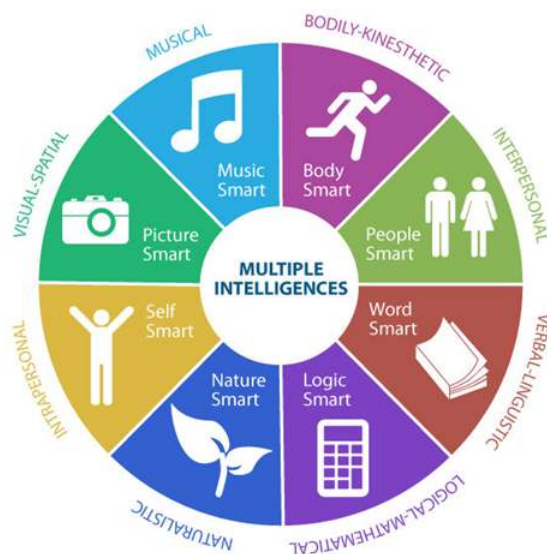 MUSICAL
BODILY-KINESTHETIC
VISUAL-SPATIAL
INTERPERSONAL
Music
Smart
Body
Smart
Picture
Smart
People
Smart
MULTIPLE
INTELLIGENCES
Self
Smart
Word
Smart
Nature
Smart
Logic
Smart
INTRAPERSONAL
VERBAL-LINGUISTIC
NATURALISTIC
LOGICAL-MATHEMATICAL